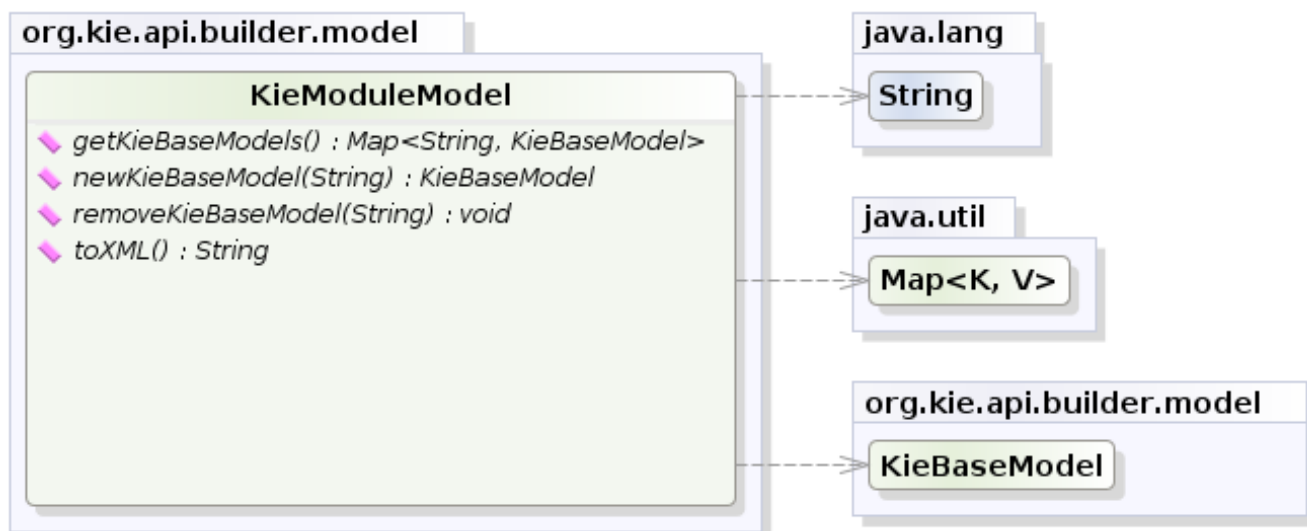 org.kie.api.builder.model
KieModuleModel
getKieBaseModels() : Map<String, KieBaseModel>
newKieBaseModel(String) : KieBaseModel
removeKieBaseModel(String) : void
toXML() : String
java.lang
String
java.util
Map<K, V>
org.kie.api.builder.model
KieBaseModel